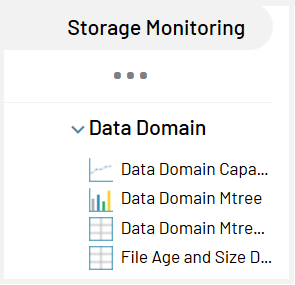 Storage Monitoring
Data Domain
Data Domain Capa...
Data Domain Mtree
Data Domain Mtre...
File Age and Size D...